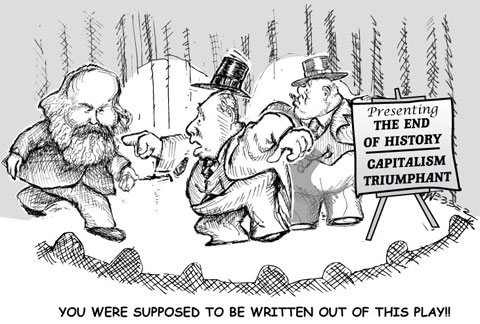 Presenting
THE END
OF HISTORY
CAPITALISM
TRIUMPHANT
YOU WERE SUPPOSED TO BE WRITTEN OUT OF THIS PLAY!!